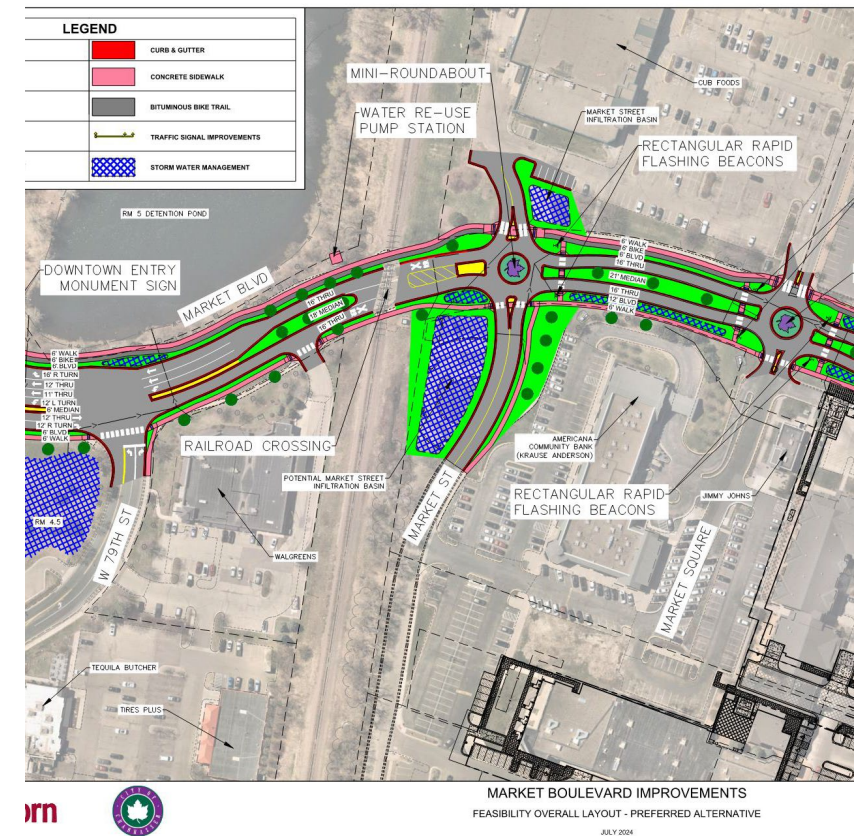 LEGEND
CURB & GUTTER
CONCRETE SIDEWALK
BITUMINOUS BIKE TRAIL
TRAFFIC SIGNAL IMPROVEMENTS
STORM WATER MANAGEMENT
MINI-ROUNDABOUT
WATER RE-USE
PUMP STATION
CUB FOODS
MARKET STREET
INFILTRATION BASIN
RECTANGULAR RAPID
FLASHING BEACONS
RM 5 DETENTION POND
DOWNTOWN ENTRY
MONUMENT SIGN
MARKET BLVD
16' THRU
18' MEDIAN
16' THRU
6' WALK
6' BIKE
6' BLVD
16' THRU
21' MEDIAN
16' THRU
12' BLVD
6' WALK
6' WALK
6' BIKE
6' BLVD
16' R TURN
12' THRU
11' THRU
12' L TURN
6' MEDIAN
12' THRU
12' R TURN
6' BLVD
6' WALK
RAILROAD CROSSING
POTENTIAL MARKET STREET
INFILTRATION BASIN
AMERICANA
COMMUNITY BANK
(KRAUSE ANDERSON)
RECTANGULAR RAPID
FLASHING BEACONS
JIMMY JOHNS
MARKET ST
MARKET SQUARE
RM 4.5
W 79TH ST
WALGREENS
TEQUILA BUTCHER
TIRES PLUS
orn
CITY OF
CHANHASSEN
MARKET BOULEVARD IMPROVEMENTS
FEASIBILITY OVERALL LAYOUT - PREFERRED ALTERNATIVE
JULY 2024